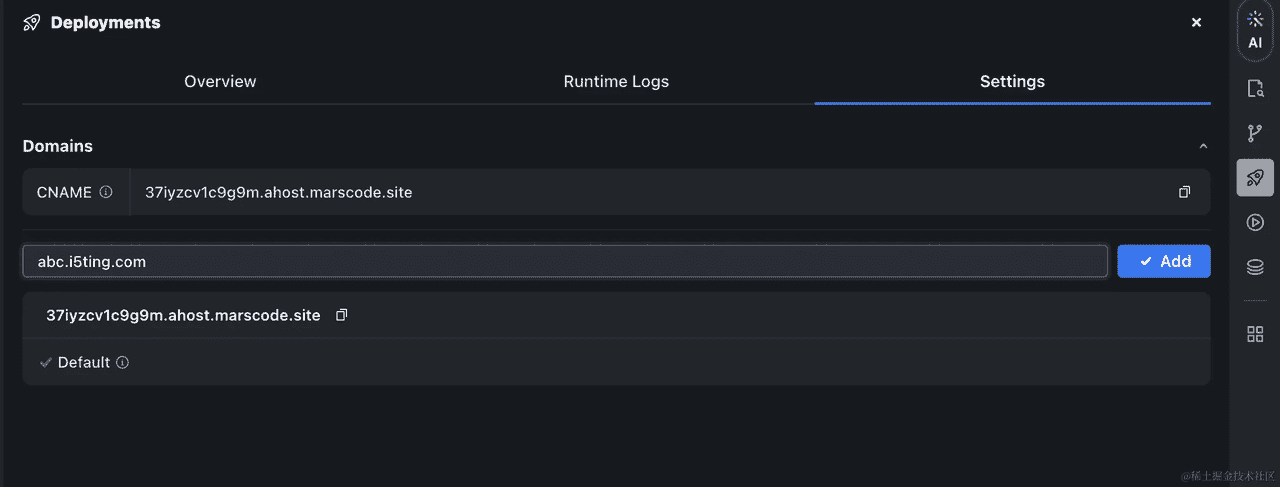 Deployments
AI
Overview
Runtime Logs
Settings
Domains
CNAME
37iyzcv1c9g9m.ahost.marscode.site
abc.i5ting.com
Add
37iyzcv1c9g9m.ahost.marscode.site
Default
@稀土掘金技术社区